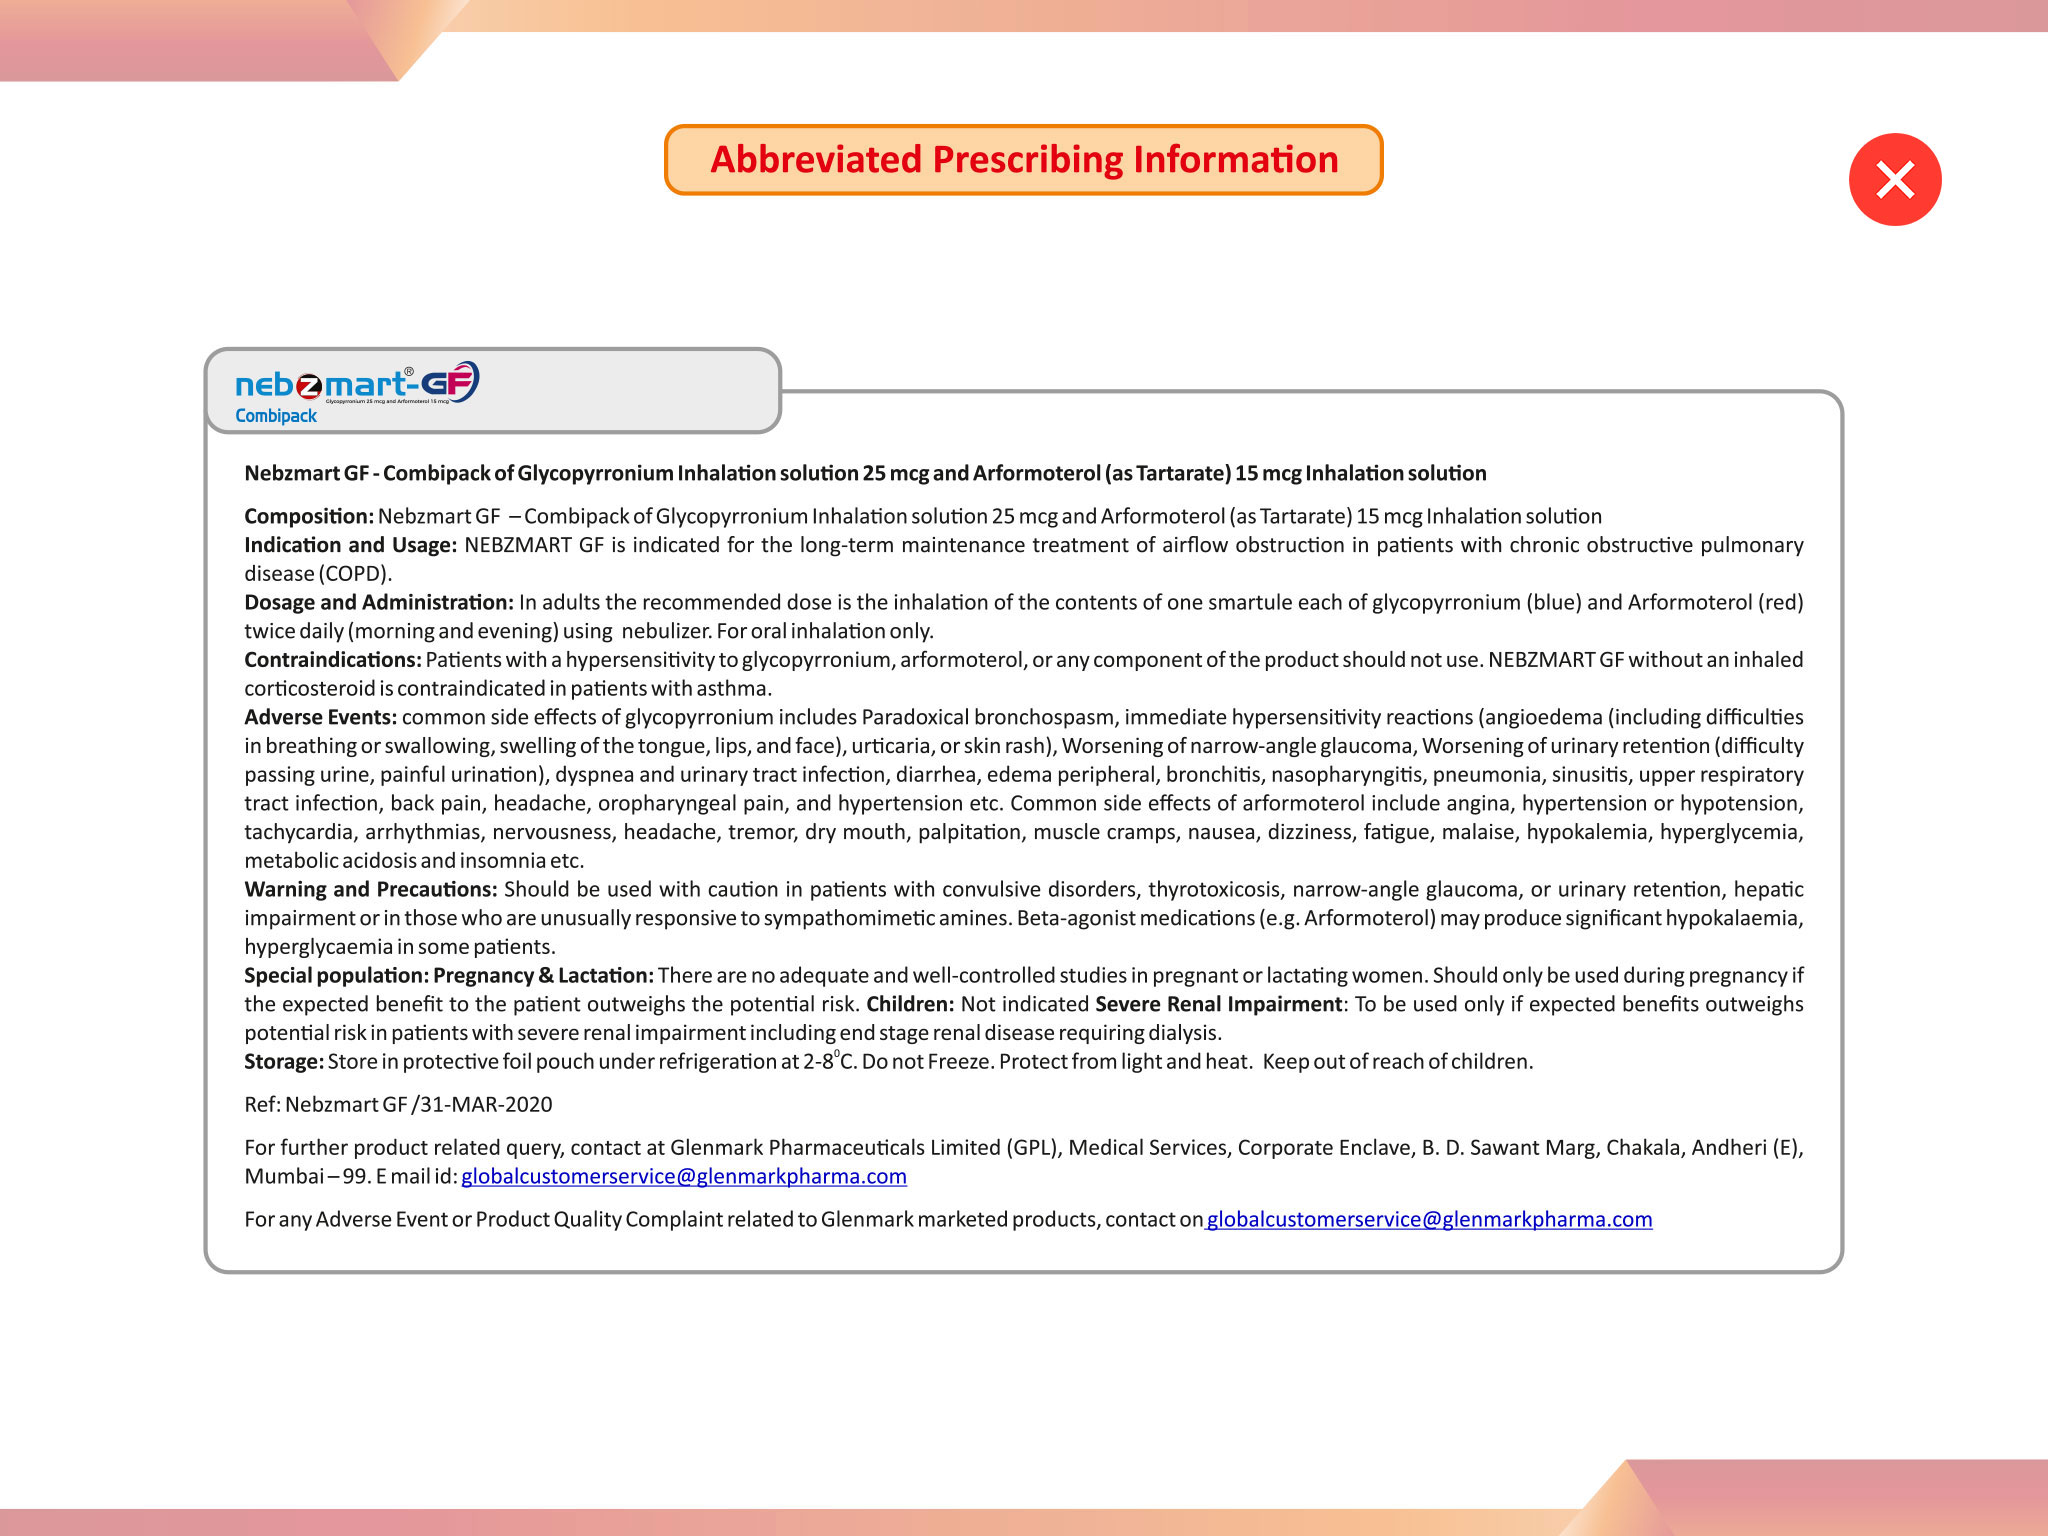 Abbreviated Prescribing Information
nebzmart®-GF
Glycopyrronium 25 mcg and Arformoterol 15 mcg
Combipack
Nebzmart GF - Combipack of Glycopyrronium Inhalation solution 25 mcg and Arformoterol (as Tartarate) 15 mcg Inhalation solution
Composition: Nebzmart GF – Combipack of Glycopyrronium Inhalation solution 25 mcg and Arformoterol (as Tartarate) 15 mcg Inhalation solution
Indication and Usage: NEBZMART GF is indicated for the long-term maintenance treatment of airflow obstruction in patients with chronic obstructive pulmonary
disease (COPD).
Dosage and Administration: In adults the recommended dose is the inhalation of the contents of one smartule each of glycopyrronium (blue) and Arformoterol (red)
twice daily (morning and evening) using nebulizer. For oral inhalation only.
Contraindications: Patients with a hypersensitivity to glycopyrronium, arformoterol, or any component of the product should not use. NEBZMART GF without an inhaled
corticosteroid is contraindicated in patients with asthma.
Adverse Events: common side effects of glycopyrronium includes Paradoxical bronchospasm, immediate hypersensitivity reactions (angioedema (including difficulties
in breathing or swallowing, swelling of the tongue, lips, and face), urticaria, or skin rash), Worsening of narrow-angle glaucoma, Worsening of urinary retention (difficulty
passing urine, painful urination), dyspnea and urinary tract infection, diarrhea, edema peripheral, bronchitis, nasopharyngitis, pneumonia, sinusitis, upper respiratory
tract infection, back pain, headache, oropharyngeal pain, and hypertension etc. Common side effects of arformoterol include angina, hypertension or hypotension,
tachycardia, arrhythmias, nervousness, headache, tremor, dry mouth, palpitation, muscle cramps, nausea, dizziness, fatigue, malaise, hypokalemia, hyperglycemia,
metabolic acidosis and insomnia etc.
Warning and Precautions: Should be used with caution in patients with convulsive disorders, thyrotoxicosis, narrow-angle glaucoma, or urinary retention, hepatic
impairment or in those who are unusually responsive to sympathomimetic amines. Beta-agonist medications (e.g. Arformoterol) may produce significant hypokalaemia,
hyperglycaemia in some patients.
Special population: Pregnancy & Lactation: There are no adequate and well-controlled studies in pregnant or lactating women. Should only be used during pregnancy if
the expected benefit to the patient outweighs the potential risk. Children: Not indicated Severe Renal Impairment: To be used only if expected benefits outweighs
potential risk in patients with severe renal impairment including end stage renal disease requiring dialysis.
Storage: Store in protective foil pouch under refrigeration at 2-8⁰C. Do not Freeze. Protect from light and heat. Keep out of reach of children.
Ref: Nebzmart GF /31-MAR-2020
For further product related query, contact at Glenmark Pharmaceuticals Limited (GPL), Medical Services, Corporate Enclave, B. D. Sawant Marg, Chakala, Andheri (E),
Mumbai – 99. E mail id: globalcustomerservice@glenmarkpharma.com
For any Adverse Event or Product Quality Complaint related to Glenmark marketed products, contact on globalcustomerservice@glenmarkpharma.com